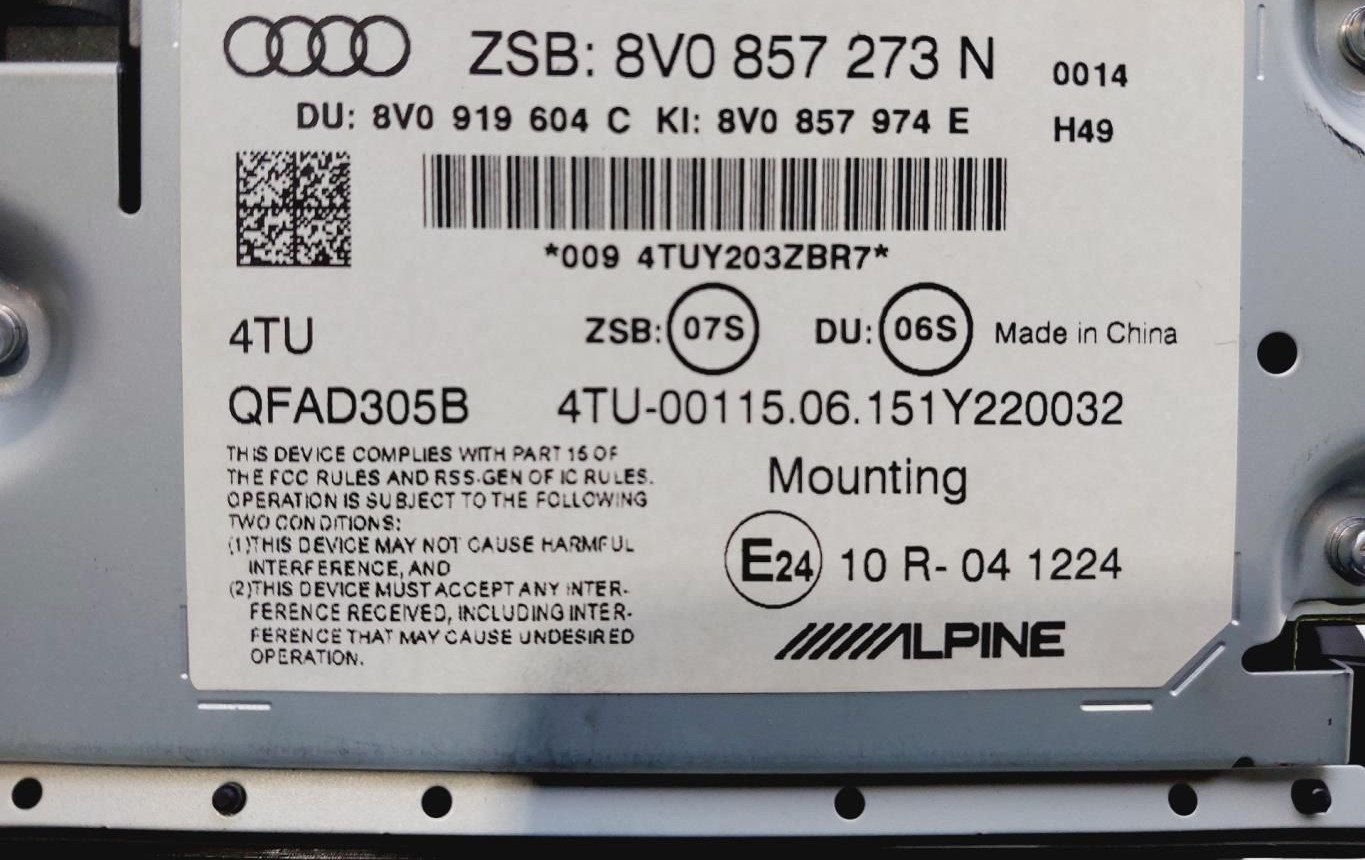 ZSB: 8V0 857 273 N 0014
DU: 8V0 919 604 C KI: 8V0 857 974 E H49
*009 4TUY203ZBR7*
4TU ZSB: 07S DU: 06S Made in China
QFAD305B 4TU-00115.06.151Y220032
THIS DEVICE COMPLIES WITH PART 15 OF
THE FCC RULES AND RSS-GEN OF IC RULES.
OPERATION IS SUBJECT TO THE FOLLOWING
TWO CONDITIONS:
(1)THIS DEVICE MAY NOT CAUSE HARMFUL
INTERFERENCE, AND
(2)THIS DEVICE MUST ACCEPT ANY INTER-
FERENCE RECEIVED, INCLUDING INTER-
FERENCE THAT MAY CAUSE UNDESIRED
OPERATION.
Mounting
E24 10 R- 04 1224
ALPINE